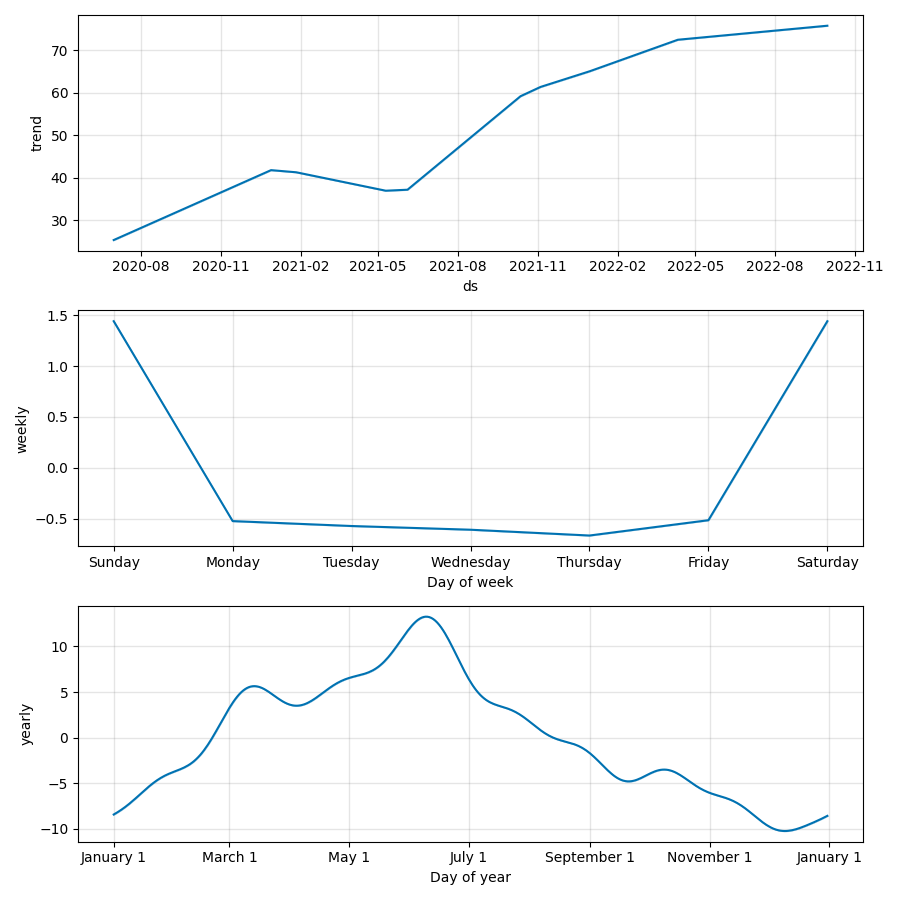 trend
70
60
50
40
30
2020-08 2020-11 2021-02 2021-05 2021-08 2021-11 2022-02 2022-05 2022-08 2022-11
ds
weekly
1.5
1.0
0.5
0.0
−0.5
Sunday Monday Tuesday Wednesday Thursday Friday Saturday
Day of week
yearly
10
5
0
−5
−10
January 1 March 1 May 1 July 1 September 1 November 1 January 1
Day of year